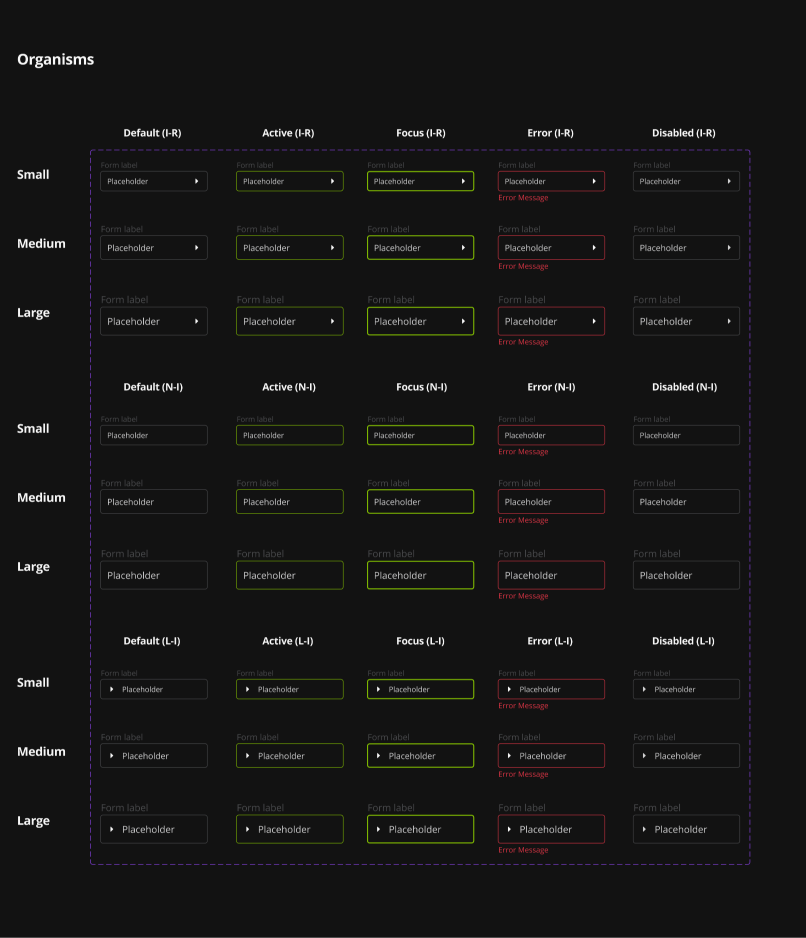 Organisms
Default (I-R) Active (I-R) Focus (I-R) Error (I-R) Disabled (I-R)
Small
Form label Form label Form label Form label Form label
Placeholder Placeholder Placeholder Placeholder Placeholder
Error Message
Medium
Form label Form label Form label Form label Form label
Placeholder Placeholder Placeholder Placeholder Placeholder
Error Message
Large
Form label Form label Form label Form label Form label
Placeholder Placeholder Placeholder Placeholder Placeholder
Error Message
Default (N-I) Active (N-I) Focus (N-I) Error (N-I) Disabled (N-I)
Small
Form label Form label Form label Form label Form label
Placeholder Placeholder Placeholder Placeholder Placeholder
Error Message
Medium
Form label Form label Form label Form label Form label
Placeholder Placeholder Placeholder Placeholder Placeholder
Error Message
Large
Form label Form label Form label Form label Form label
Placeholder Placeholder Placeholder Placeholder Placeholder
Error Message
Default (L-I) Active (L-I) Focus (L-I) Error (L-I) Disabled (L-I)
Small
Form label Form label Form label Form label Form label
Placeholder Placeholder Placeholder Placeholder Placeholder
Error Message
Medium
Form label Form label Form label Form label Form label
Placeholder Placeholder Placeholder Placeholder Placeholder
Error Message
Large
Form label Form label Form label Form label Form label
Placeholder Placeholder Placeholder Placeholder Placeholder
Error Message